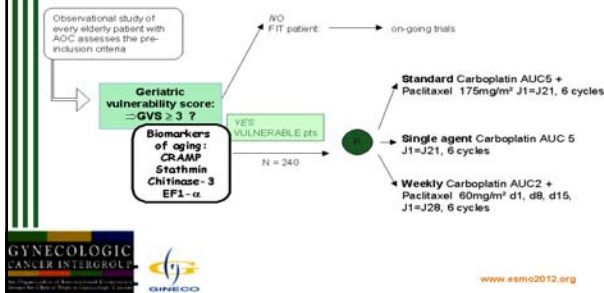 Observational study of
every elderly patient with
AOC assesses the pre-
inclusion criteria
NO
FIT patient:
on-going trials
Geriatric
vulnerability score:
⇒GVS ≥ 3 ?
YES
VULNERABLE pts
Biomarkers
of aging:
CRAMP
Stathmin
Chitinase-3
EF1-α
N = 240
R
Standard Carboplatin AUC5 +
Paclitaxel 175mg/m² J1=J21, 6 cycles
Single agent Carboplatin AUC 5
J1=J21, 6 cycles
Weekly Carboplatin AUC2 +
Paclitaxel 60mg/m² d1, d8, d15,
J1=J28, 6 cycles
GYNECOLOGIC
CANCER INTERGROUP
GINECO
www.esmo2012.org